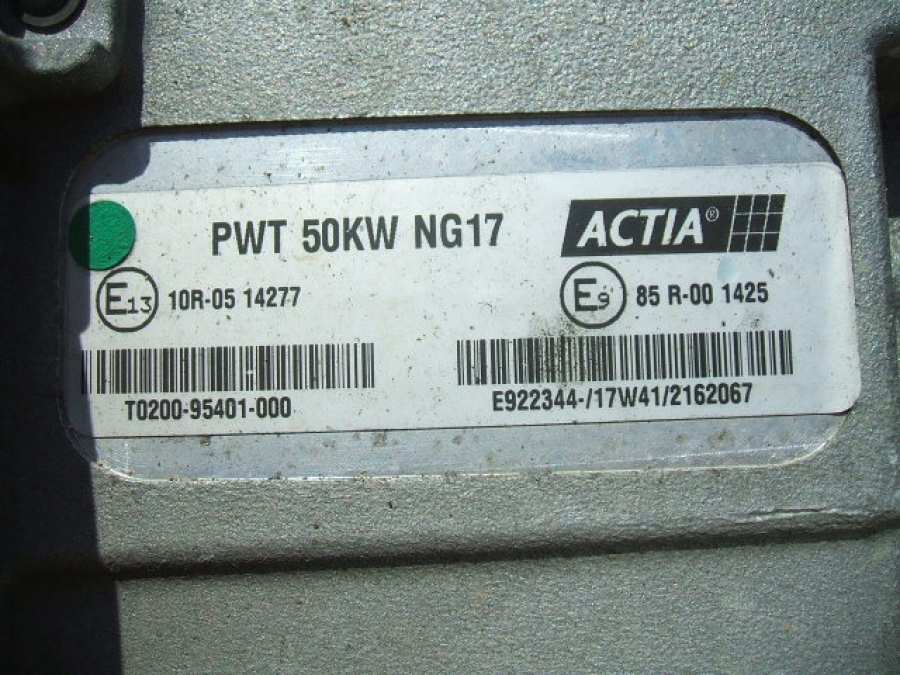 PWT 50KW NG17
ACTIA®
E13 10R-05 14277
E9 85 R-00 1425
T0200-95401-000
E922344-/17W41/2162067